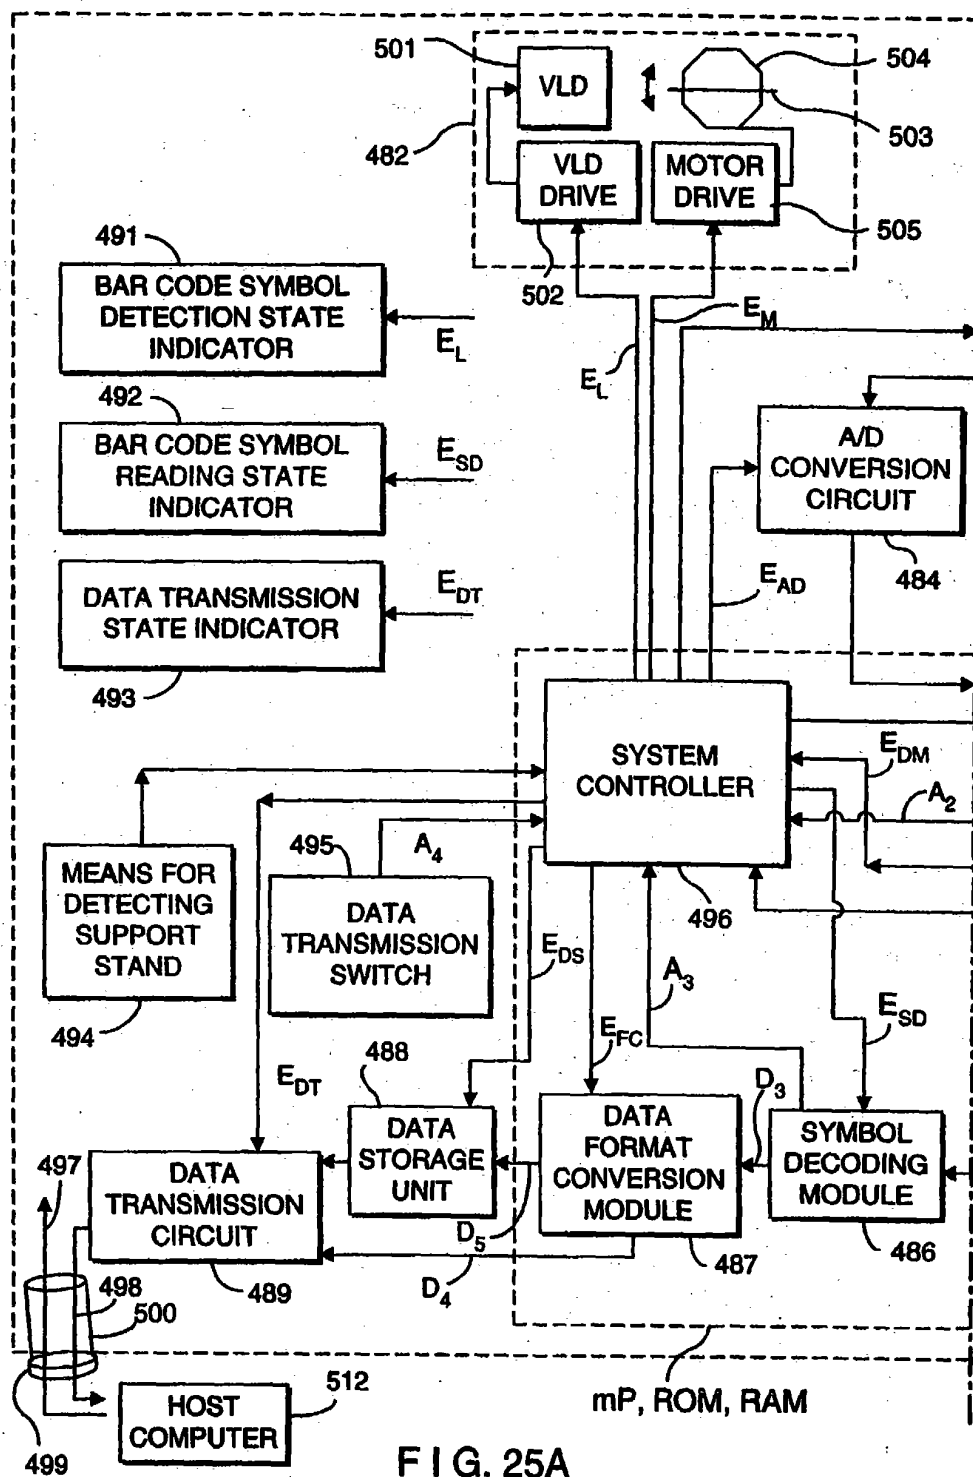 501
VLD
504
503
482
VLD
DRIVE
MOTOR
DRIVE
505
502
491
BAR CODE SYMBOL
DETECTION STATE
INDICATOR
E_L
E_M
E_L
492
BAR CODE SYMBOL
READING STATE
INDICATOR
E_SD
A/D
CONVERSION
CIRCUIT
484
E_AD
DATA TRANSMISSION
STATE INDICATOR
E_DT
493
SYSTEM
CONTROLLER
E_DM
A_2
496
MEANS FOR
DETECTING
SUPPORT
STAND
494
495
A_4
DATA
TRANSMISSION
SWITCH
E_DS
A_3
E_SD
E_FC
E_DT
488
DATA
STORAGE
UNIT
D_5
DATA
FORMAT
CONVERSION
MODULE
487
D_3
SYMBOL
DECODING
MODULE
486
497
DATA
TRANSMISSION
CIRCUIT
489
D_4
498
500
499
HOST
COMPUTER
512
mP, ROM, RAM
FIG. 25A